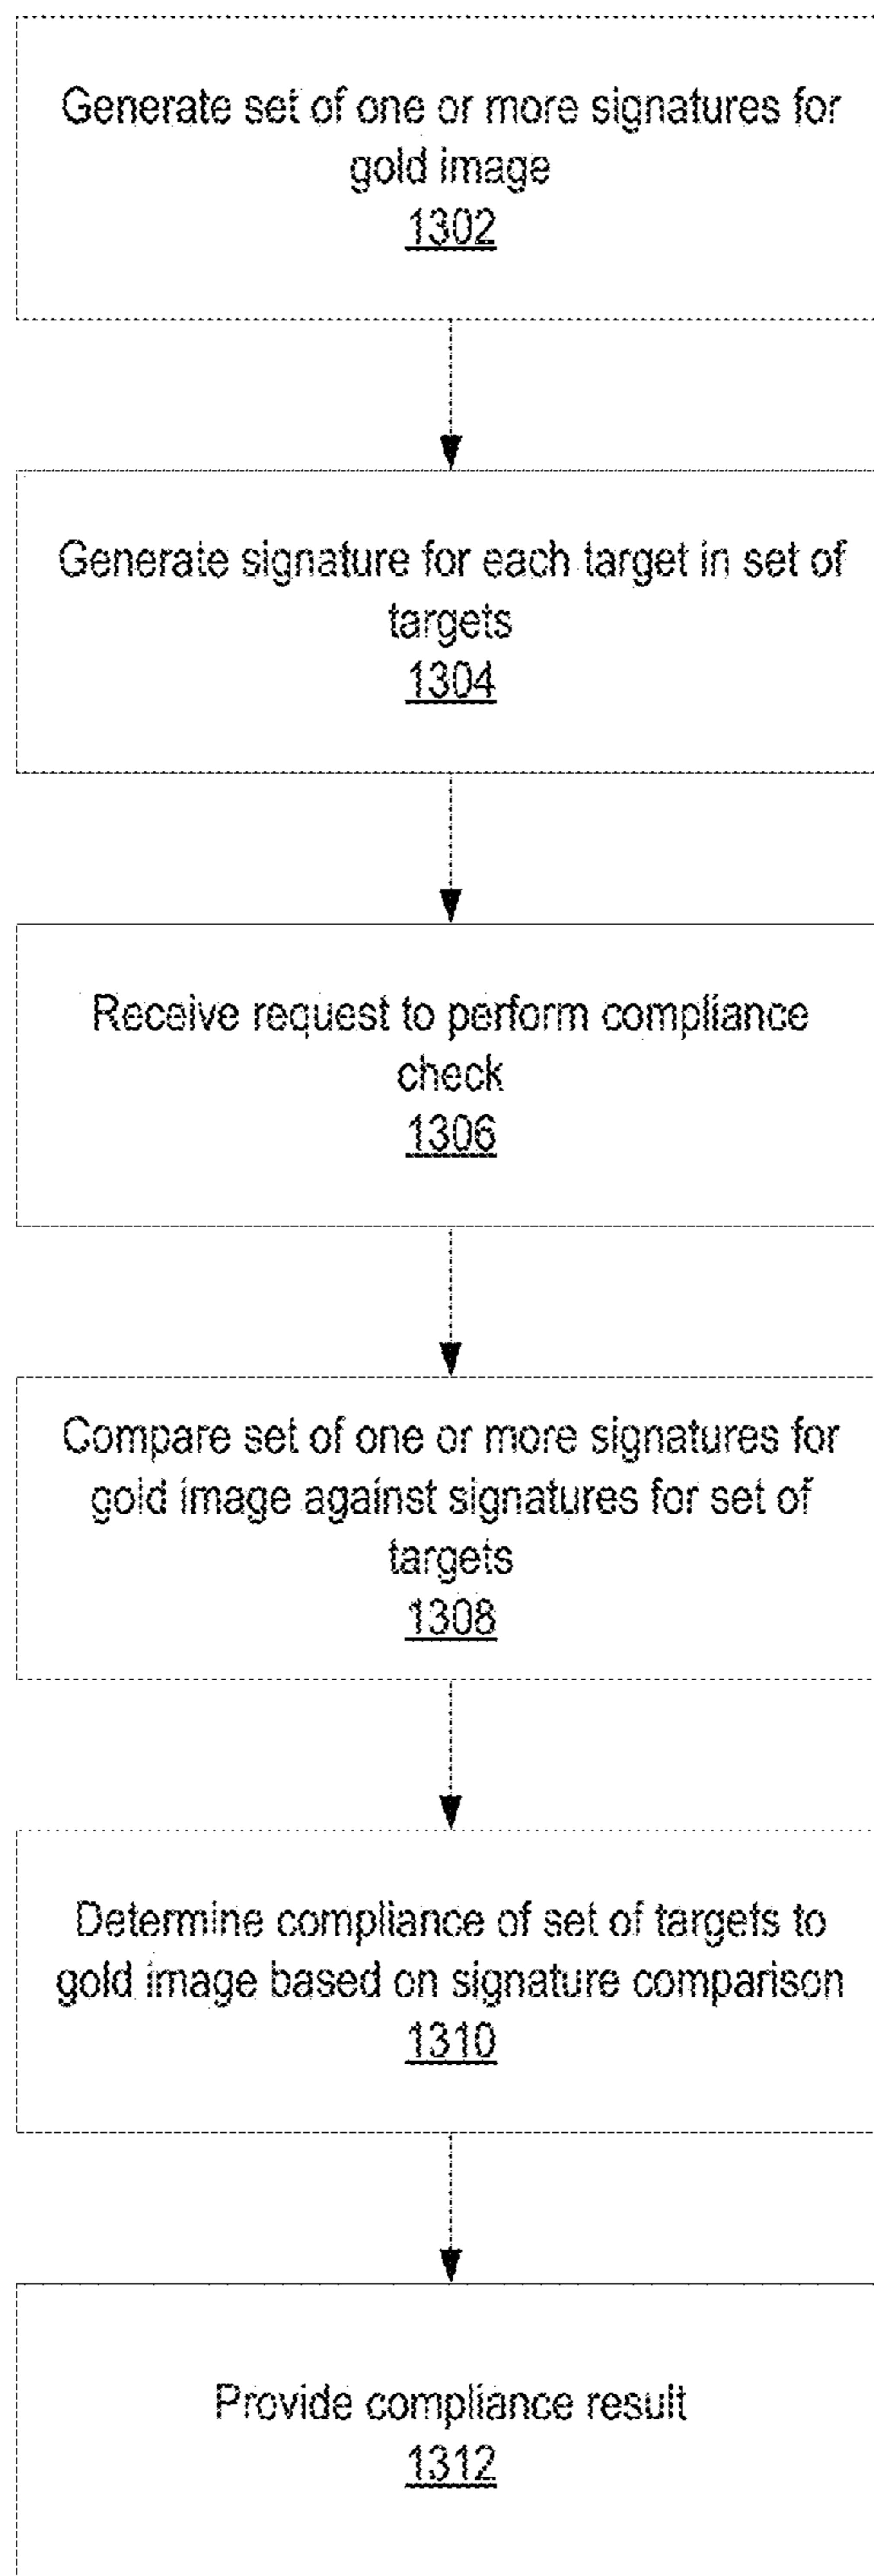 Generate set of one or more signatures for
gold image
1302
Generate signature for each target in set of
targets
1304
Receive request to perform compliance
check
1306
Compare set of one or more signatures for
gold image against signatures for set of
targets
1308
Determine compliance of set of targets to
gold image based on signature comparison
1310
Provide compliance result
1312